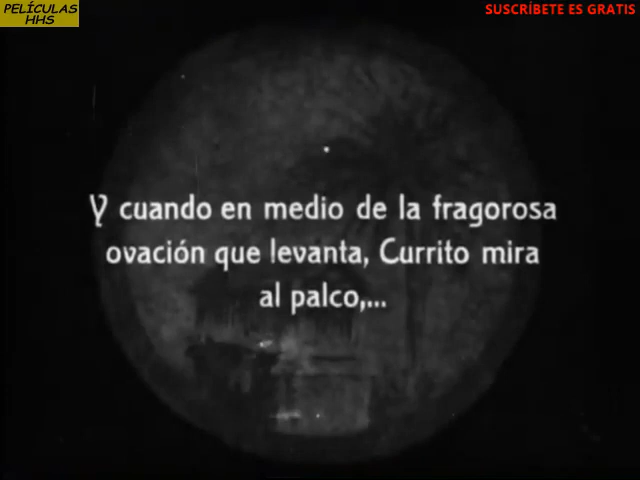 PELÍCULAS
HHS
SUSCRÍBETE ES GRATIS
Y cuando en medio de la fragorosa
ovación que levanta, Currito mira
al palco,...